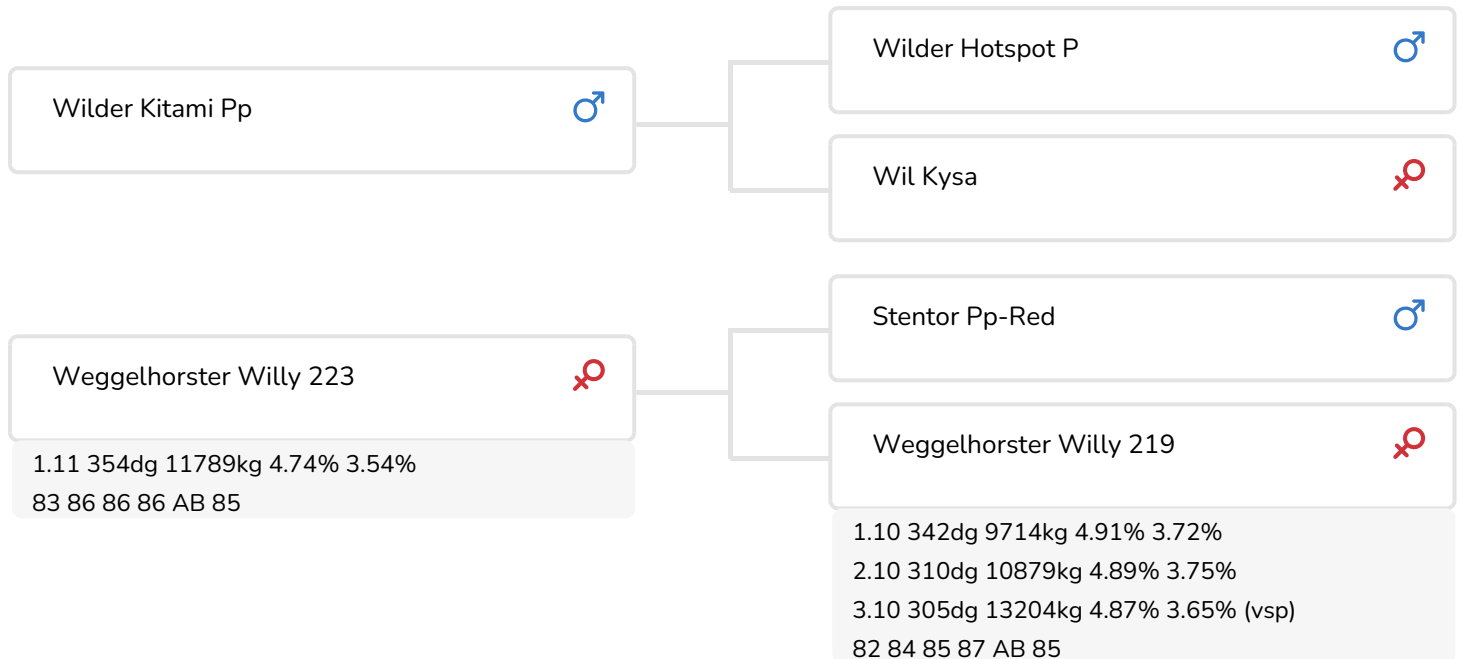 Wilder Kitami Pp
Wilder Hotspot P
Wil Kysa
Weggelhorster Willy 223
1.11 354dg 11789kg 4.74% 3.54%
83 86 86 86 AB 85
Stentor Pp-Red
Weggelhorster Willy 219
1.10 342dg 9714kg 4.91% 3.72%
2.10 310dg 10879kg 4.89% 3.75%
3.10 305dg 13204kg 4.87% 3.65% (vsp)
82 84 85 87 AB 85